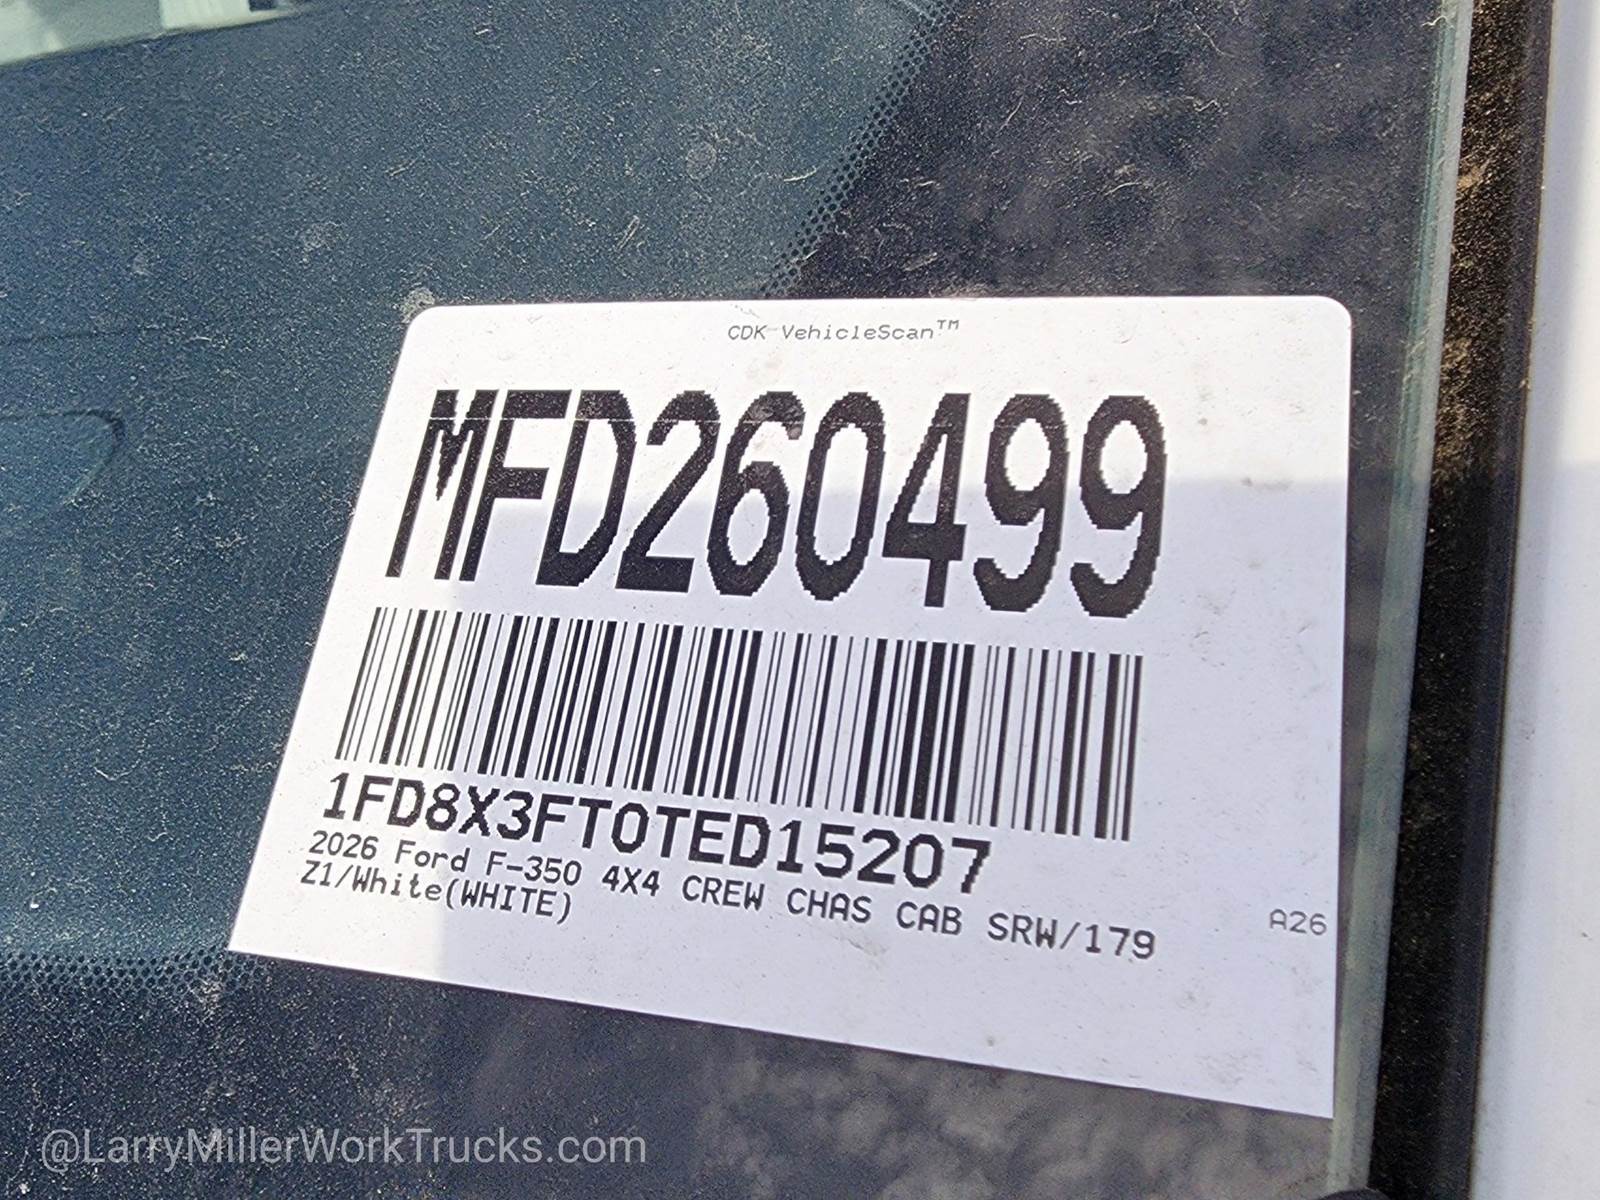 CDK VehicleScan™
MFD260499
1FD8X3FT0TED15207
2026 Ford F-350 4X4 CREW CHAS CAB SRW/179
Z1/White(WHITE)
A26
@LarryMillerWorkTrucks.com